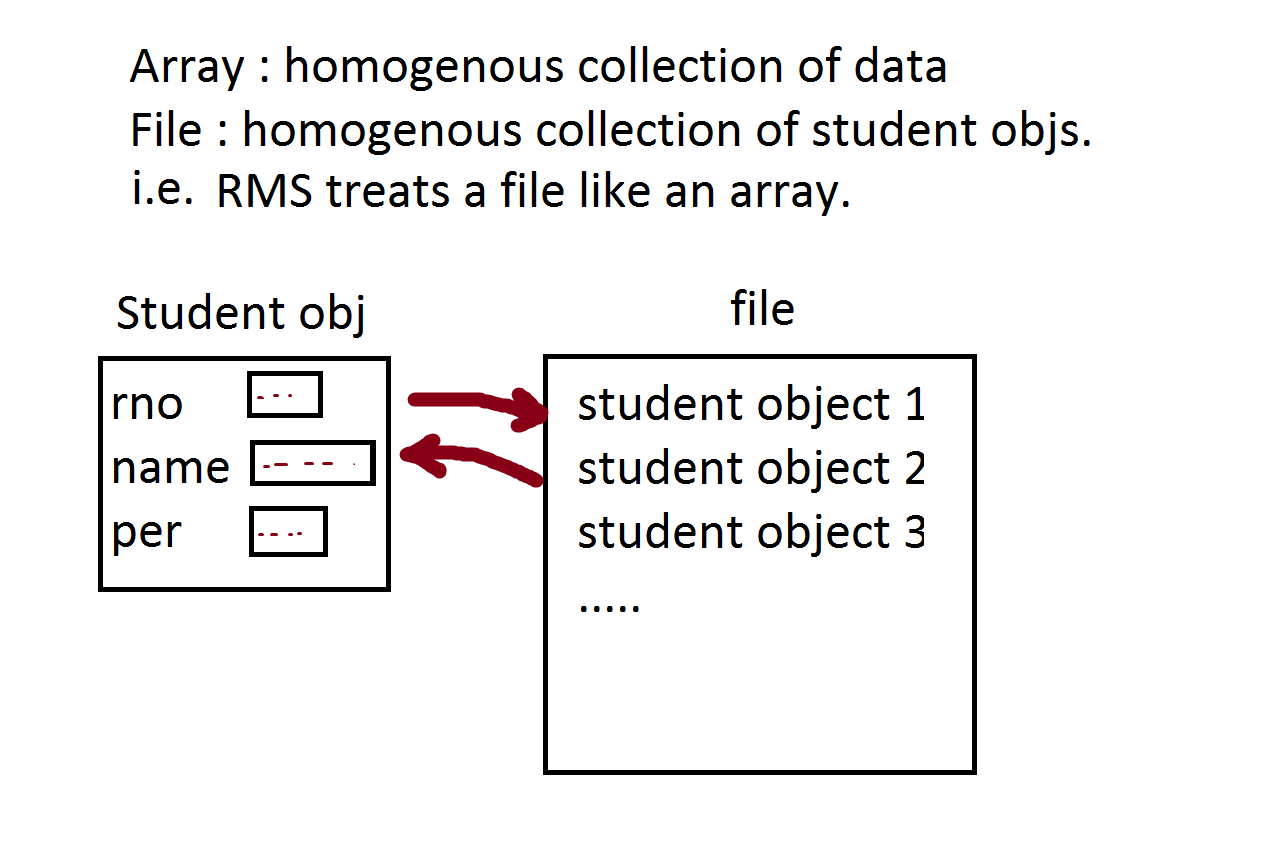 Array : homogenous collection of data
File : homogenous collection of student objs.
i.e. RMS treats a file like an array.
Student obj
file
rno
name
per
student object 1
student object 2
student object 3
.....